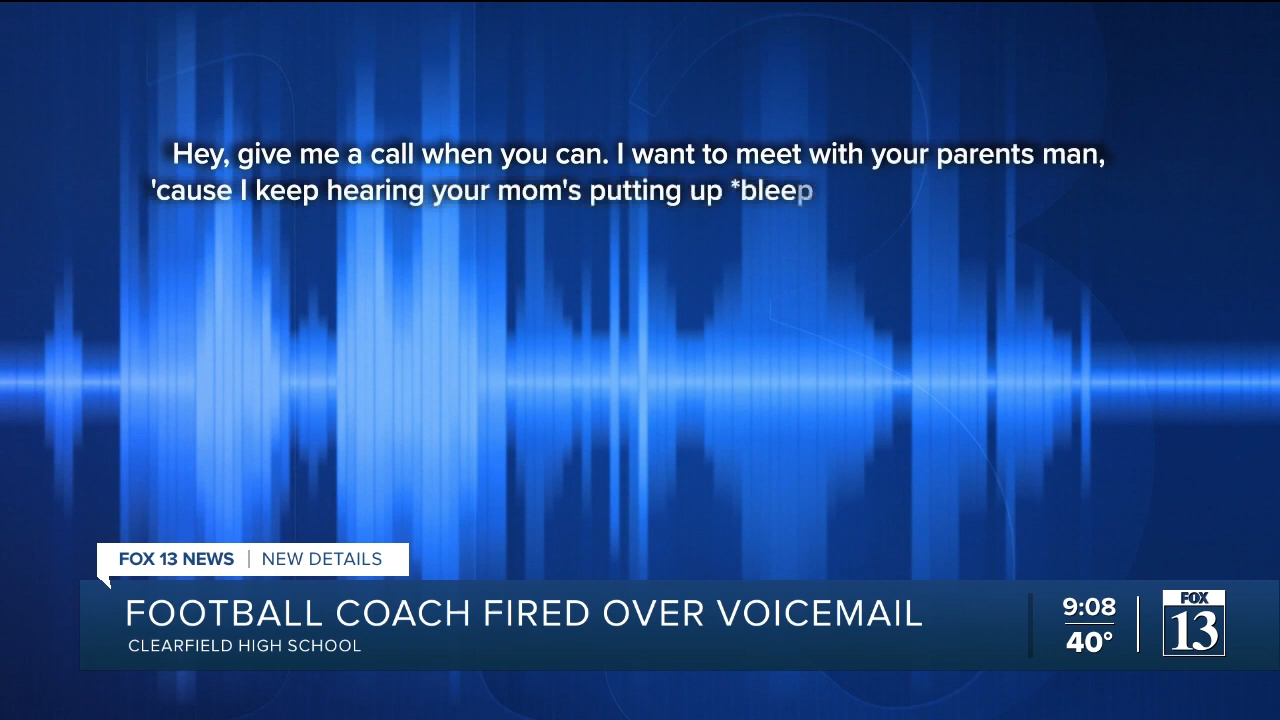 Hey, give me a call when you can. I want to meet with your parents man,
'cause I keep hearing your mom's putting up *bleep
FOX 13 NEWS | NEW DETAILS
FOOTBALL COACH FIRED OVER VOICEMAIL
CLEARFIELD HIGH SCHOOL
9:08
40°
FOX
13